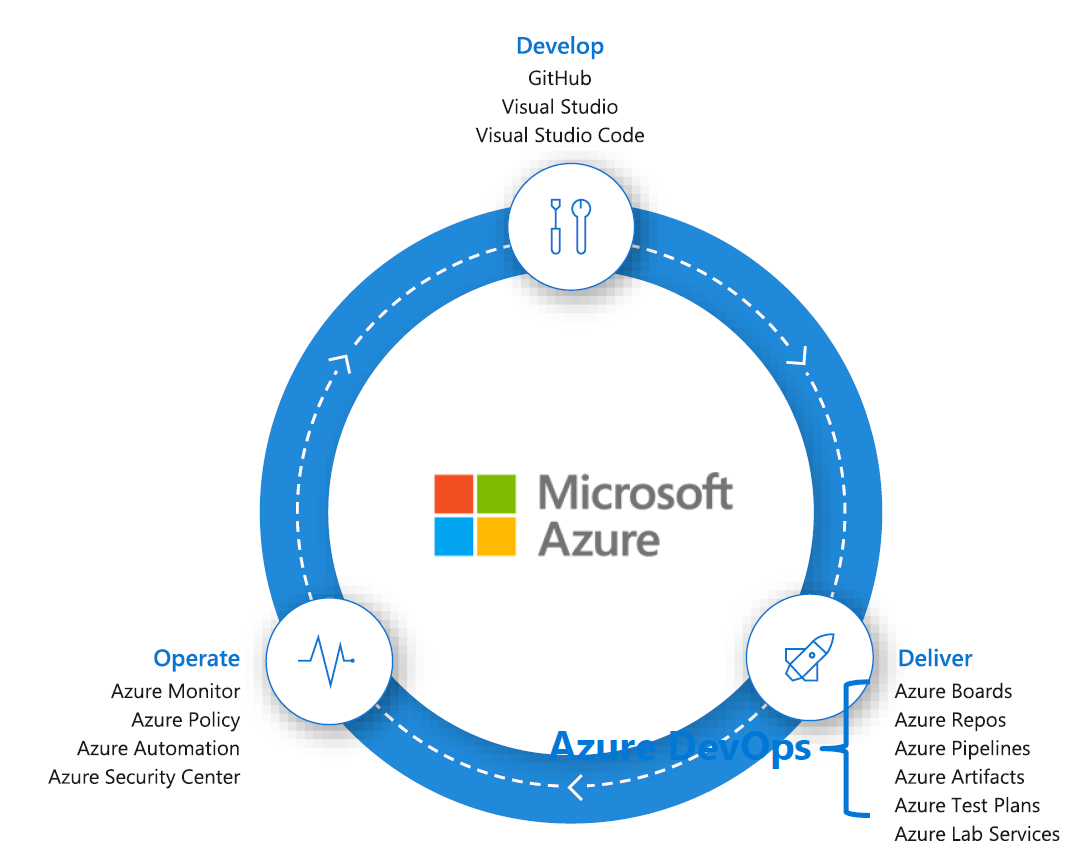 Develop
GitHub
Visual Studio
Visual Studio Code
Microsoft
Azure
Operate
Azure Monitor
Azure Policy
Azure Automation
Azure Security Center
Azure DevOps
Deliver
Azure Boards
Azure Repos
Azure Pipelines
Azure Artifacts
Azure Test Plans
Azure Lab Services